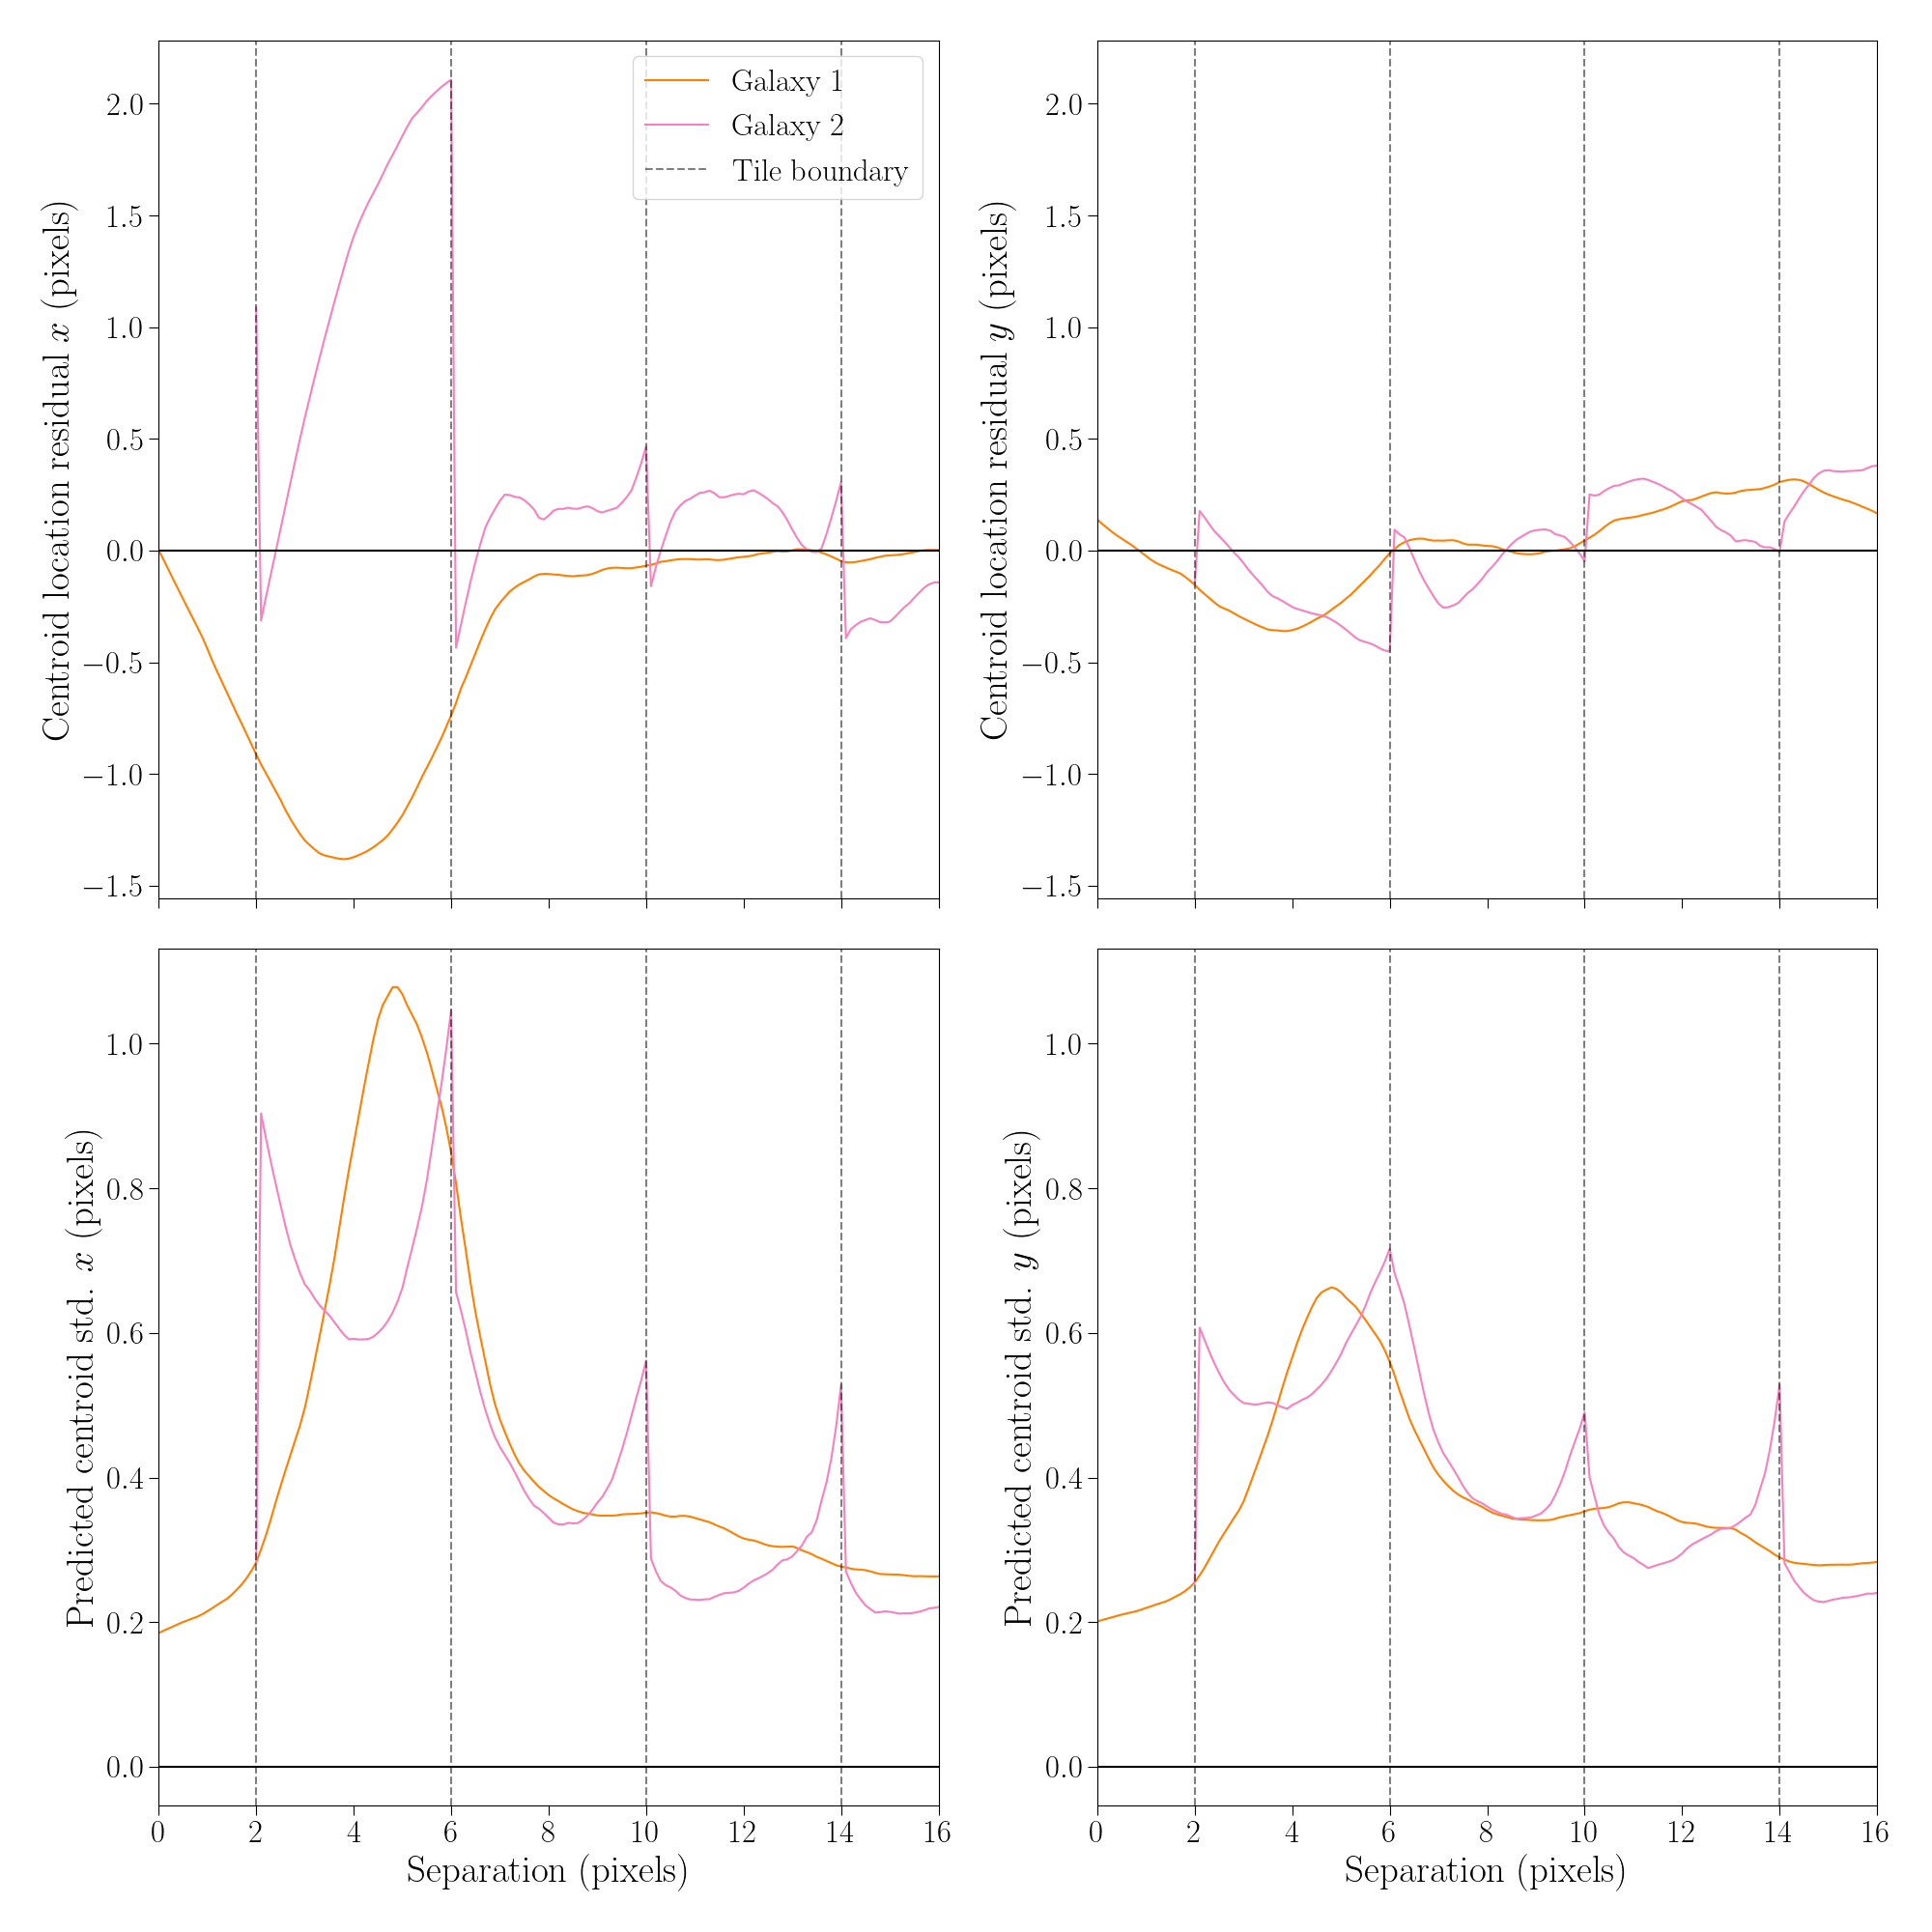 Centroid location residual x (pixels)
2.0
1.5
1.0
0.5
0.0
−0.5
−1.0
−1.5
Galaxy 1
Galaxy 2
Tile boundary
Centroid location residual y (pixels)
2.0
1.5
1.0
0.5
0.0
−0.5
−1.0
−1.5
Predicted centroid std. x (pixels)
1.0
0.8
0.6
0.4
0.2
0.0
0 2 4 6 8 10 12 14 16
Separation (pixels)
Predicted centroid std. y (pixels)
1.0
0.8
0.6
0.4
0.2
0.0
0 2 4 6 8 10 12 14 16
Separation (pixels)